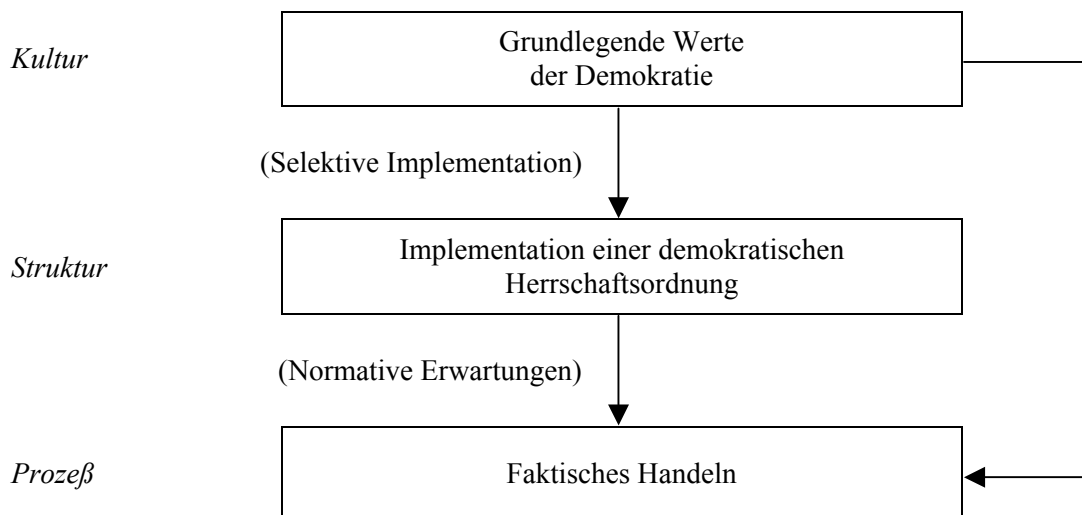 Kultur
Grundlegende Werte
der Demokratie
(Selektive Implementation)
Struktur
Implementation einer demokratischen
Herrschaftsordnung
(Normative Erwartungen)
Prozeß
Faktisches Handeln